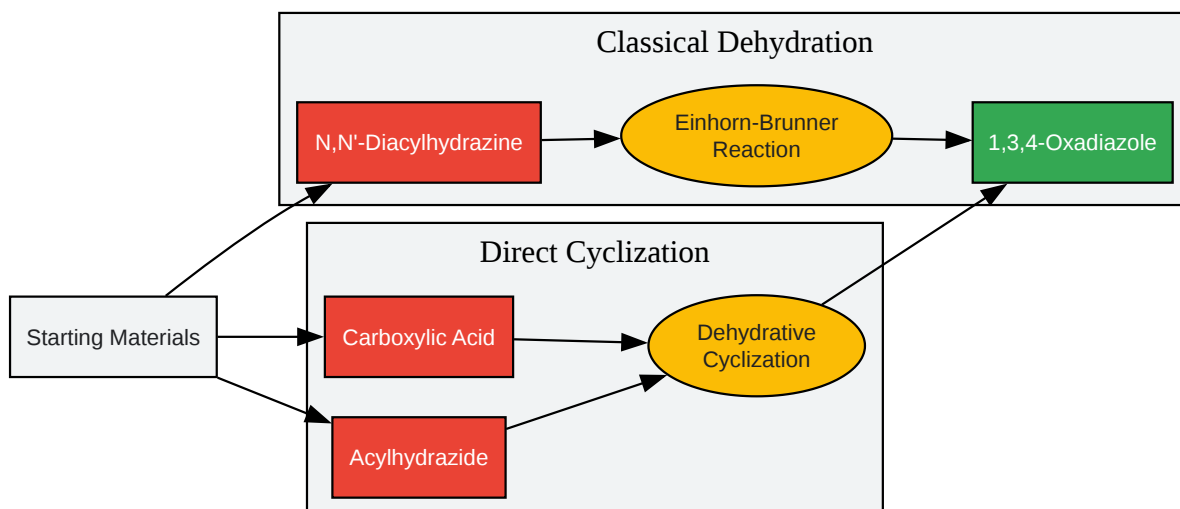 Classical Dehydration
N,N'-Diacylhydrazine
Einhorn-Brunner
Reaction
1,3,4-Oxadiazole
Direct Cyclization
Starting Materials
Carboxylic Acid
Dehydrative
Cyclization
Acylhydrazide